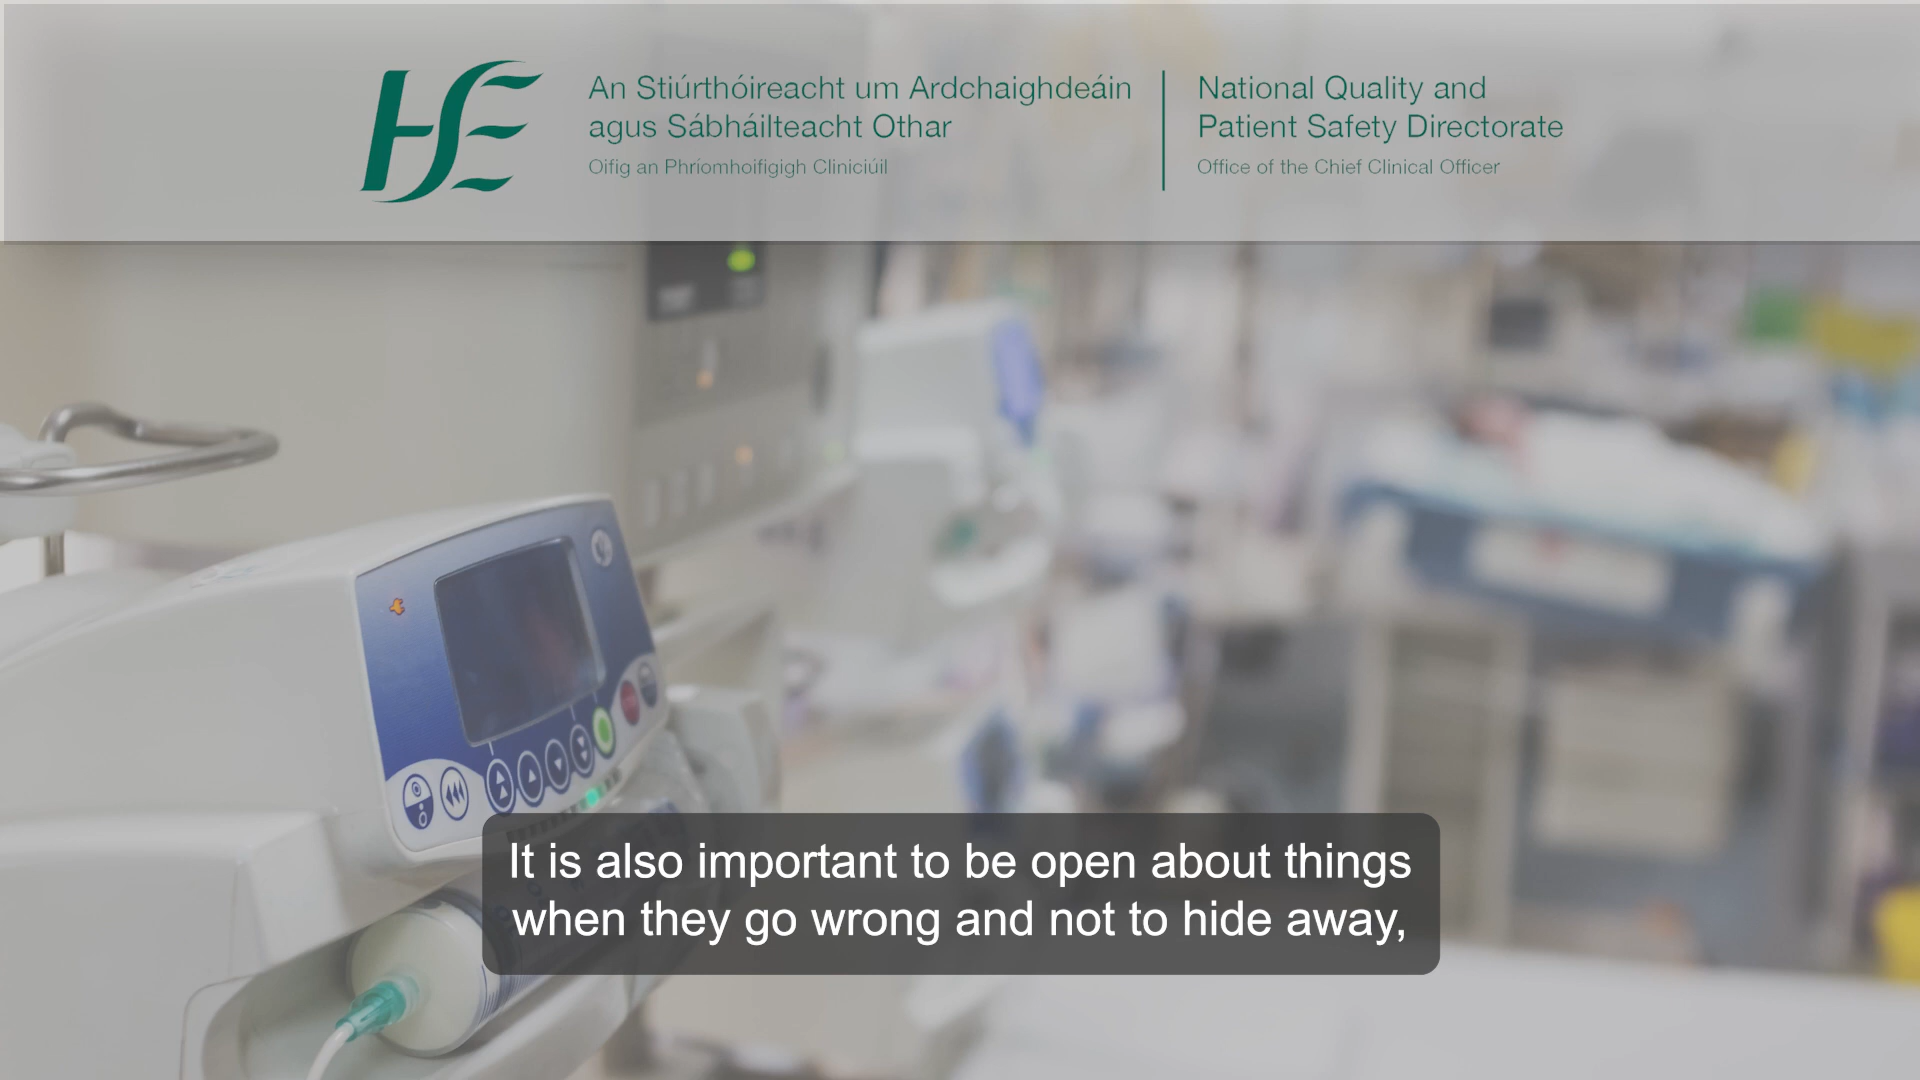 HSE
An Stiúrthóireacht um Ardchaighdeáin
agus Sábháilteacht Othar
Oifig an Phríomhoifigigh Cliniciúil
National Quality and
Patient Safety Directorate
Office of the Chief Clinical Officer
It is also important to be open about things
when they go wrong and not to hide away,